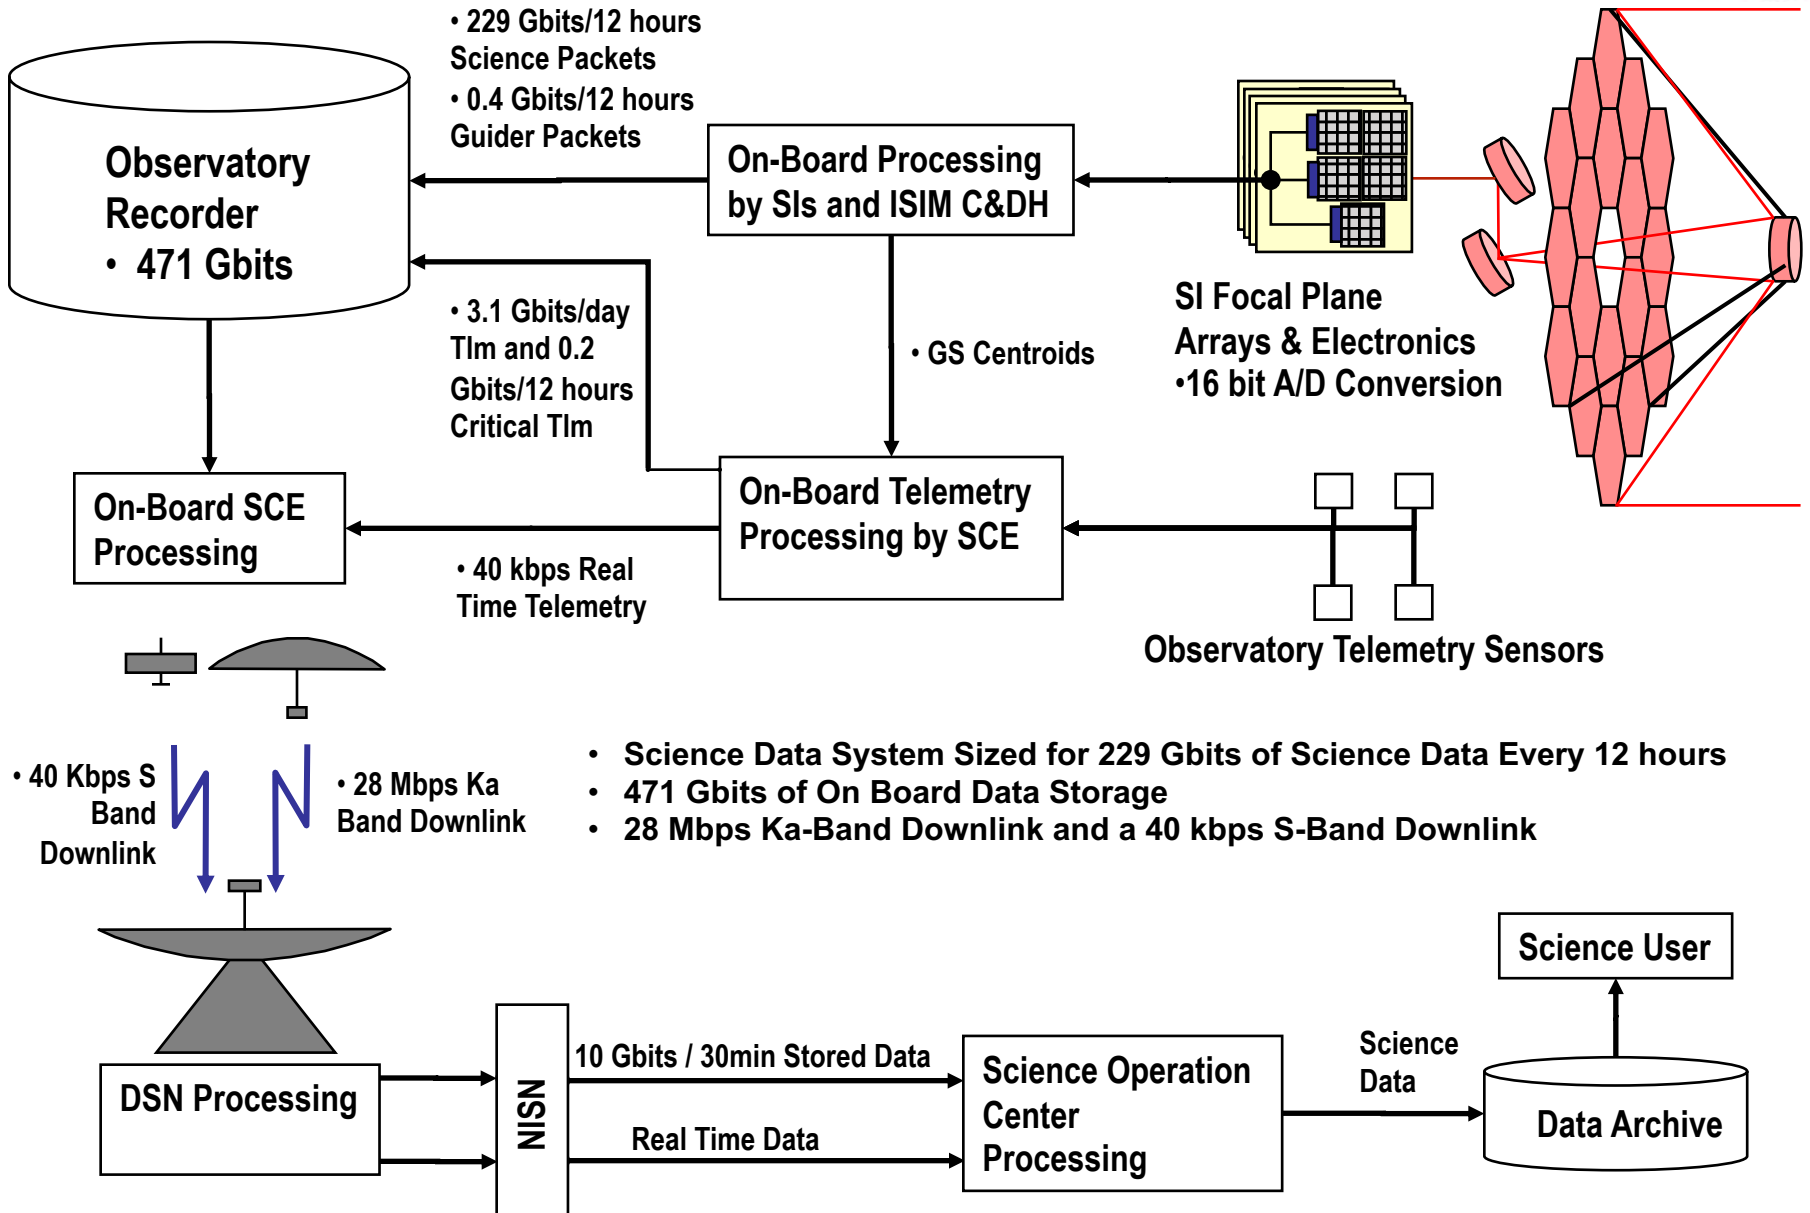 • 229 Gbits/12 hours
Science Packets
• 0.4 Gbits/12 hours
Guider Packets
Observatory
Recorder
• 471 Gbits
On-Board Processing
by SIs and ISIM C&DH
SI Focal Plane
Arrays & Electronics
•16 bit A/D Conversion
• 3.1 Gbits/day
Tlm and 0.2
Gbits/12 hours
Critical Tlm
• GS Centroids
On-Board SCE
Processing
On-Board Telemetry
Processing by SCE
• 40 kbps Real
Time Telemetry
Observatory Telemetry Sensors
• 40 Kbps S
Band
Downlink
• 28 Mbps Ka
Band Downlink
• Science Data System Sized for 229 Gbits of Science Data Every 12 hours
• 471 Gbits of On Board Data Storage
• 28 Mbps Ka-Band Downlink and a 40 kbps S-Band Downlink
DSN Processing
NISN
10 Gbits / 30min Stored Data
Real Time Data
Science Operation
Center
Processing
Science
Data
Science User
Data Archive